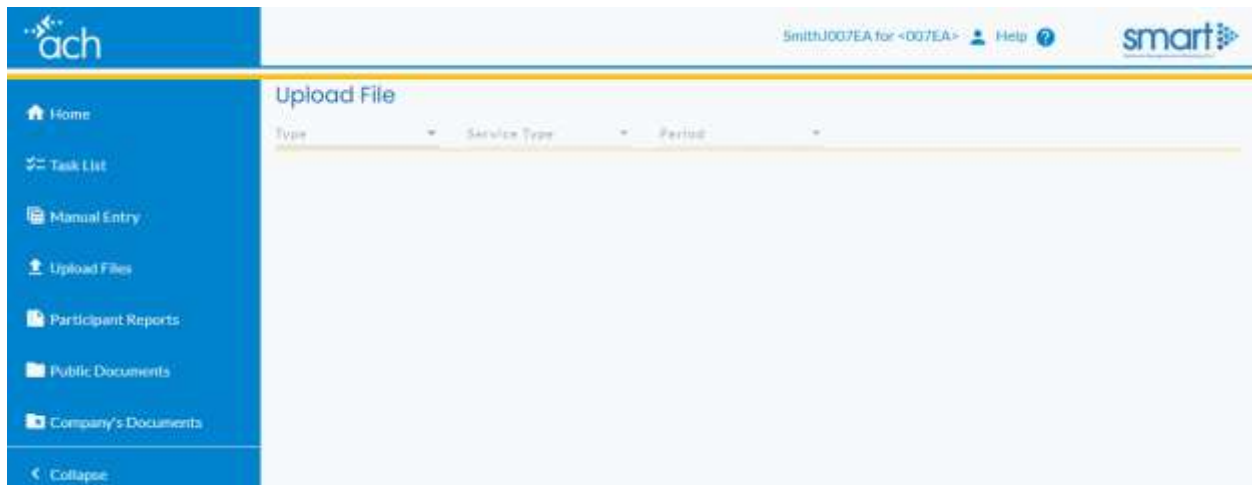 ach
SmithJ007EA for <007EA> Help ?
smart
Home
Task List
Manual Entry
Upload Files
Participant Reports
Public Documents
Company's Documents
Collapse
Upload File
Type Service Type Period